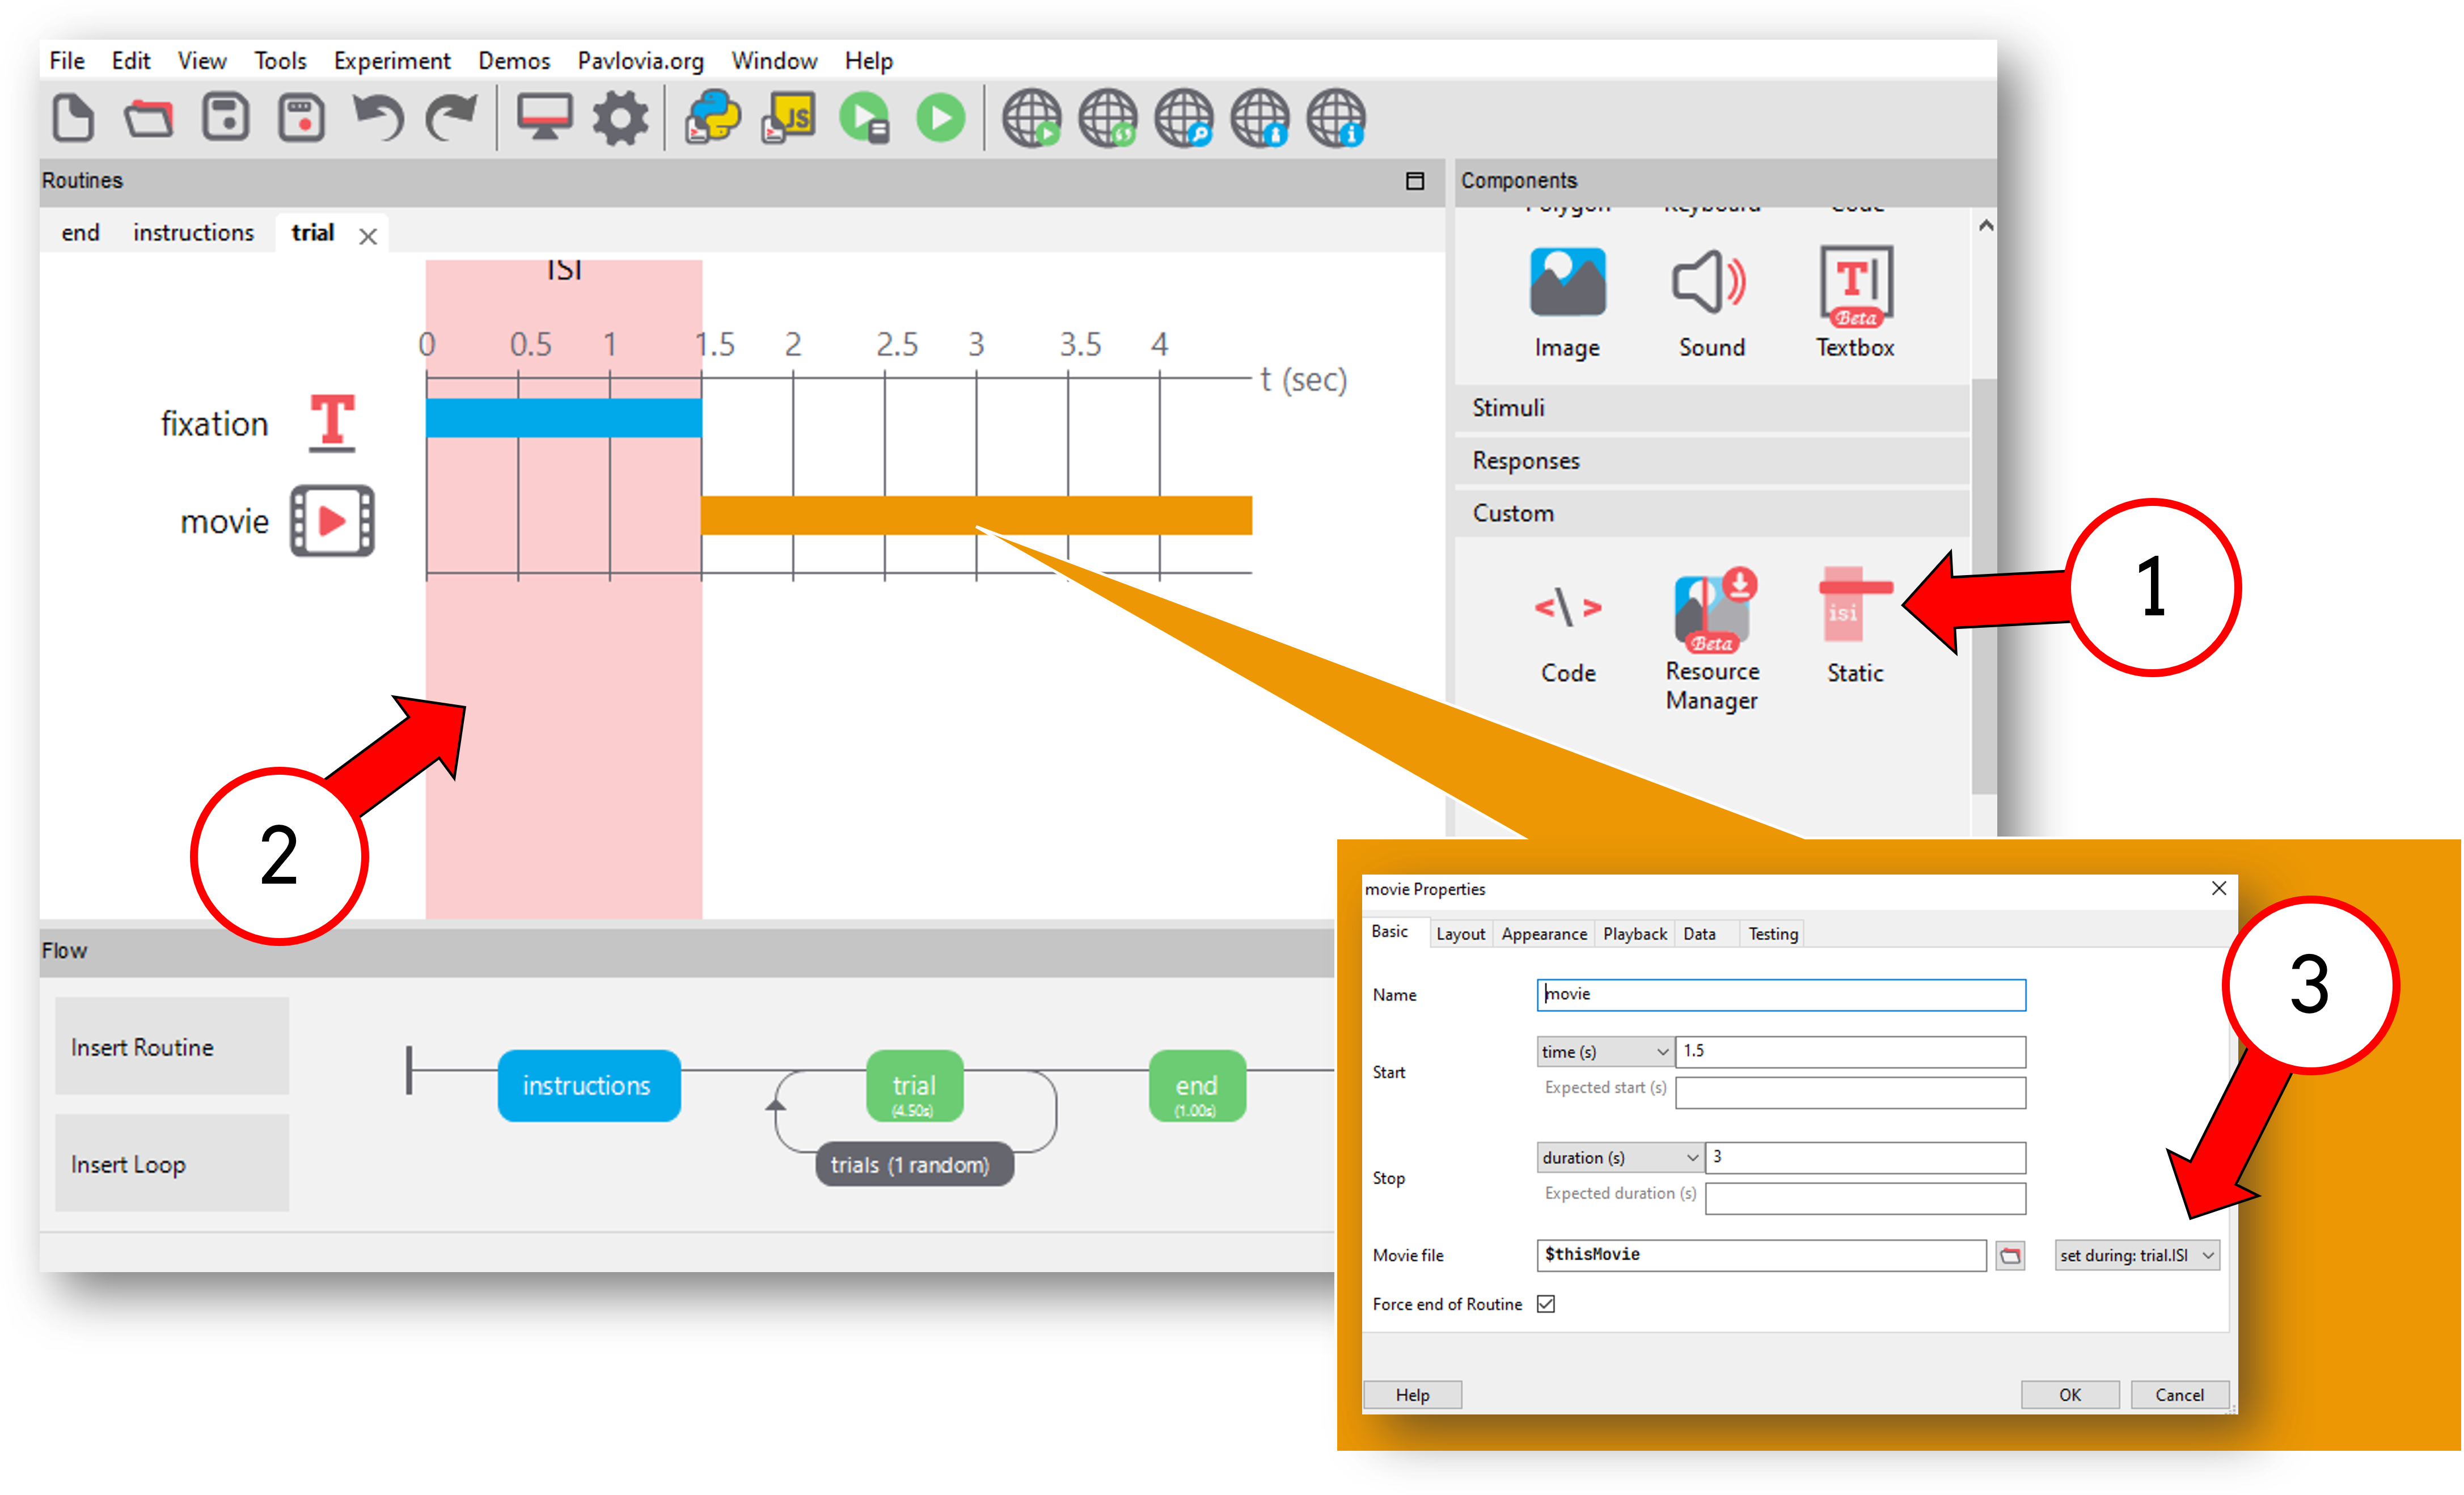 File Edit View Tools Experiment Demos Pavlovia.org Window Help
JS
Routines
Components
end instructions trial
Polygon Keyboard Code
ISI
T
Beta
Image Sound Textbox
0 0.5 1 1.5 2 2.5 3 3.5 4
t (sec)
fixation T
movie
Stimuli
Responses
Custom
isi
Beta
Code Resource Manager Static
1
2
movie Properties
Basic Layout Appearance Playback Data Testing
3
Name movie
Start time (s) 1.5
Expected start (s)
Stop duration (s) 3
Expected duration (s)
Movie file $thisMovie set during: trial.ISI
Force end of Routine
Help OK Cancel
Flow
Insert Routine
Insert Loop
instructions
trial
(4.50s)
trials (1 random)
end
(1.00s)